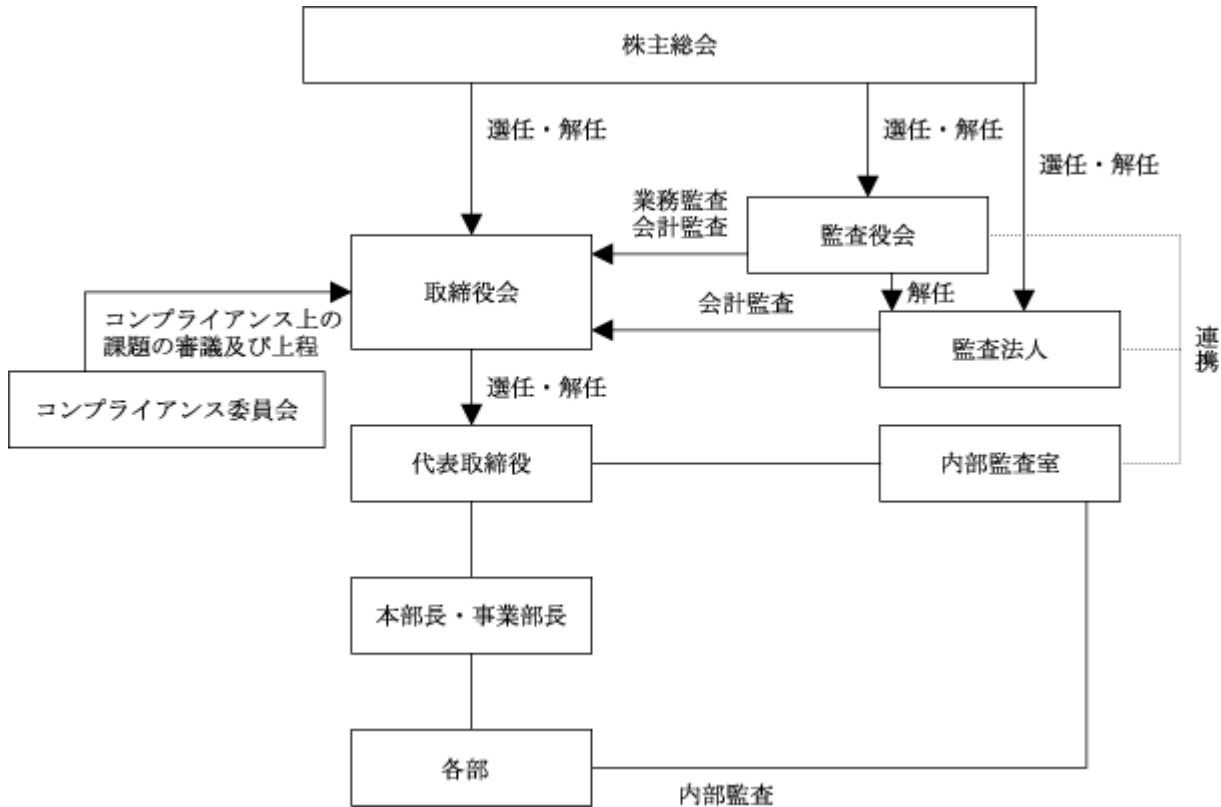 株主総会
選任・解任
選任・解任
選任・解任
業務監査
会計監査
監査役会
取締役会
解任
会計監査
コンプライアンス上の
課題の審議及び上程
監査法人
連
携
選任・解任
コンプライアンス委員会
代表取締役
内部監査室
本部長・事業部長
各部
内部監査